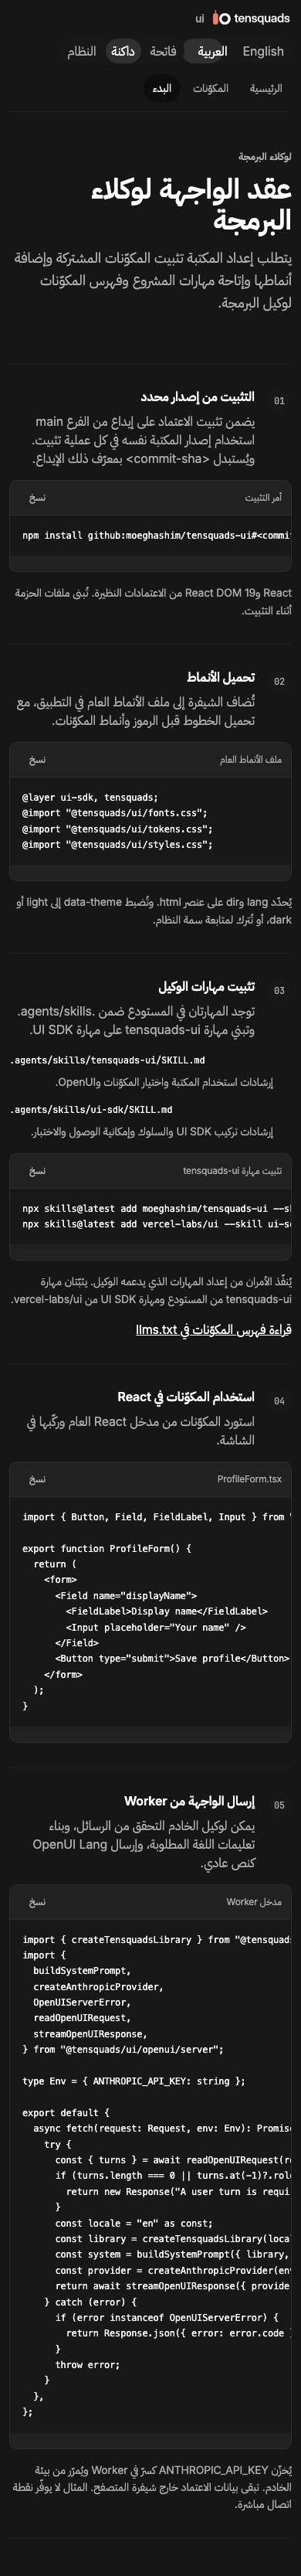 tensquads ui
English العربية فاتحة داكنة النظام
الرئيسية المكوّنات البدء
لوكلاء البرمجة
عقد الواجهة لوكلاء
البرمجة
يتطلب إعداد المكتبة تثبيت المكوّنات المشتركة وإضافة
أنماطها وإتاحة مهارات المشروع وفهرس المكوّنات
لوكيل البرمجة.
01
التثبيت من إصدار محدد
يضمن تثبيت الاعتماد على إيداع من الفرع main
استخدام إصدار المكتبة نفسه في كل عملية تثبيت.
ويُستبدل <commit-sha> بمعرّف ذلك الإيداع.
أمر التثبيت
نسخ
npm install github:moeghashim/tensquads-ui#<commit
React وReact DOM 19 من الاعتمادات النظيرة. تُبنى ملفات الحزمة
أثناء التثبيت.
02
تحميل الأنماط
تُضاف الشيفرة إلى ملف الأنماط العام في التطبيق، مع
تحميل الخطوط قبل الرموز وأنماط المكوّنات.
ملف الأنماط العام
نسخ
@layer ui-sdk, tensquads;
@import "@tensquads/ui/fonts.css";
@import "@tensquads/ui/tokens.css";
@import "@tensquads/ui/styles.css";
يُحدّد lang وdir على عنصر html. وتُضبط data-theme إلى light أو
dark، أو تُترك لمتابعة سمة النظام.
03
تثبيت مهارات الوكيل
توجد المهارتان في المستودع ضمن .agents/skills.
وتبني مهارة tensquads-ui على مهارة UI SDK.
.agents/skills/tensquads-ui/SKILL.md
إرشادات استخدام المكتبة واختيار المكوّنات وOpenUI.
.agents/skills/ui-sdk/SKILL.md
إرشادات تركيب UI SDK والسلوك وإمكانية الوصول والاختبار.
تثبيت مهارة tensquads-ui
نسخ
npx skills@latest add moeghashim/tensquads-ui --sk
npx skills@latest add vercel-labs/ui --skill ui-s
يُنفّذ الأمران من إعداد المهارات الذي يدعمه الوكيل. يثبّتان مهارة
tensquads-ui من المستودع ومهارة UI SDK من vercel-labs/ui.
قراءة فهرس المكوّنات في llms.txt
04
استخدام المكوّنات في React
استورد المكوّنات من مدخل React العام وركّبها في
الشاشة.
ProfileForm.tsx
نسخ
import { Button, Field, FieldLabel, Input } from "
export function ProfileForm() {
return (
<form>
<Field name="displayName">
<FieldLabel>Display name</FieldLabel>
<Input placeholder="Your name" />
</Field>
<Button type="submit">Save profile</Button>
</form>
);
}
05
إرسال الواجهة من Worker
يمكن لوكيل الخادم التحقق من الرسائل، وبناء
تعليمات اللغة المطلوبة، وإرسال OpenUI Lang
كنص عادي.
مدخل Worker
نسخ
import { createTensquadsLibrary } from "@tensquads
import {
buildSystemPrompt,
createAnthropicProvider,
OpenUIServerError,
readOpenUIRequest,
streamOpenUIResponse,
} from "@tensquads/ui/openui/server";
type Env = { ANTHROPIC_API_KEY: string };
export default {
async fetch(request: Request, env: Env): Promis
try {
const { turns } = await readOpenUIRequest(r
if (turns.length === 0 || turns.at(-1)?.rol
return new Response("A user turn is requi
}
const locale = "en" as const;
const library = createTensquadsLibrary(loca
const system = buildSystemPrompt({ library,
const provider = createAnthropicProvider(en
return await streamOpenUIResponse({ provide
} catch (error) {
if (error instanceof OpenUIServerError) {
return Response.json({ error: error.code }
}
throw error;
}
},
};
يُخزّن ANTHROPIC_API_KEY كسرّ في Worker ويُمرّر من بيئة
الخادم. تبقى بيانات الاعتماد خارج شيفرة المتصفح. المثال لا يوفّر نقطة
اتصال مباشرة.